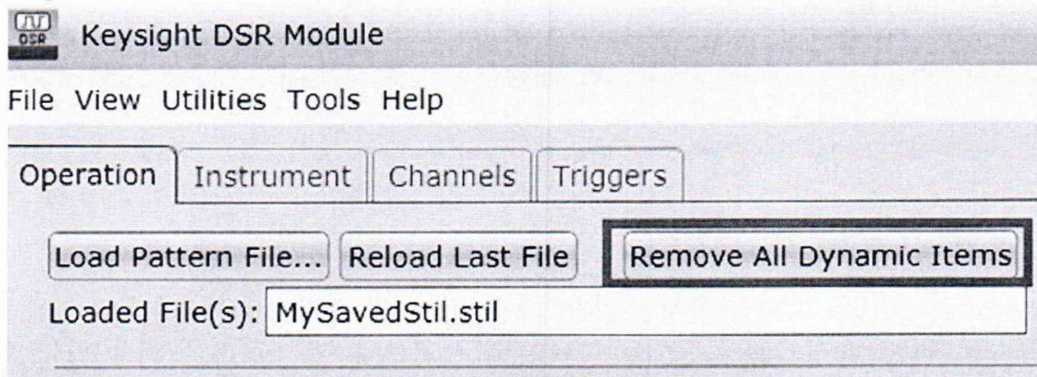 DSR Keysight DSR Module
File View Utilities Tools Help
Operation Instrument Channels Triggers
Load Pattern File... Reload Last File Remove All Dynamic Items
Loaded File(s): MySavedStil.stil